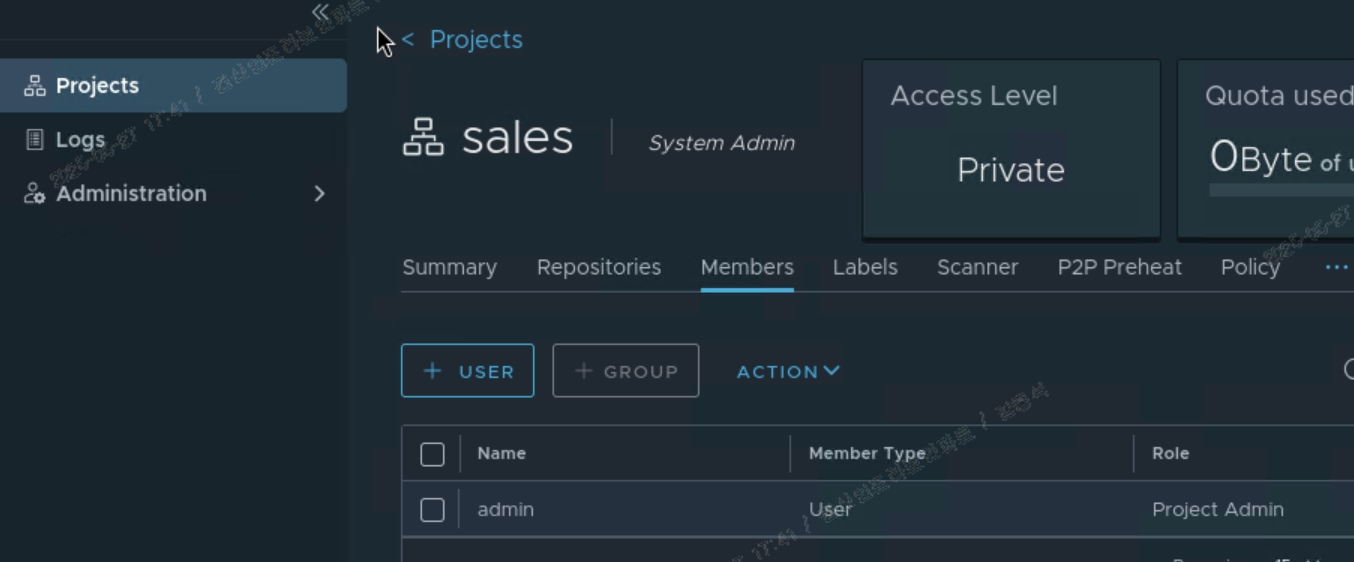 < Projects
Projects
Logs
Administration
sales
System Admin
Access Level
Private
Quota used
0Byte of
Summary
Repositories
Members
Labels
Scanner
P2P Preheat
Policy
USER
GROUP
ACTION
Name
Member Type
Role
admin
User
Project Admin